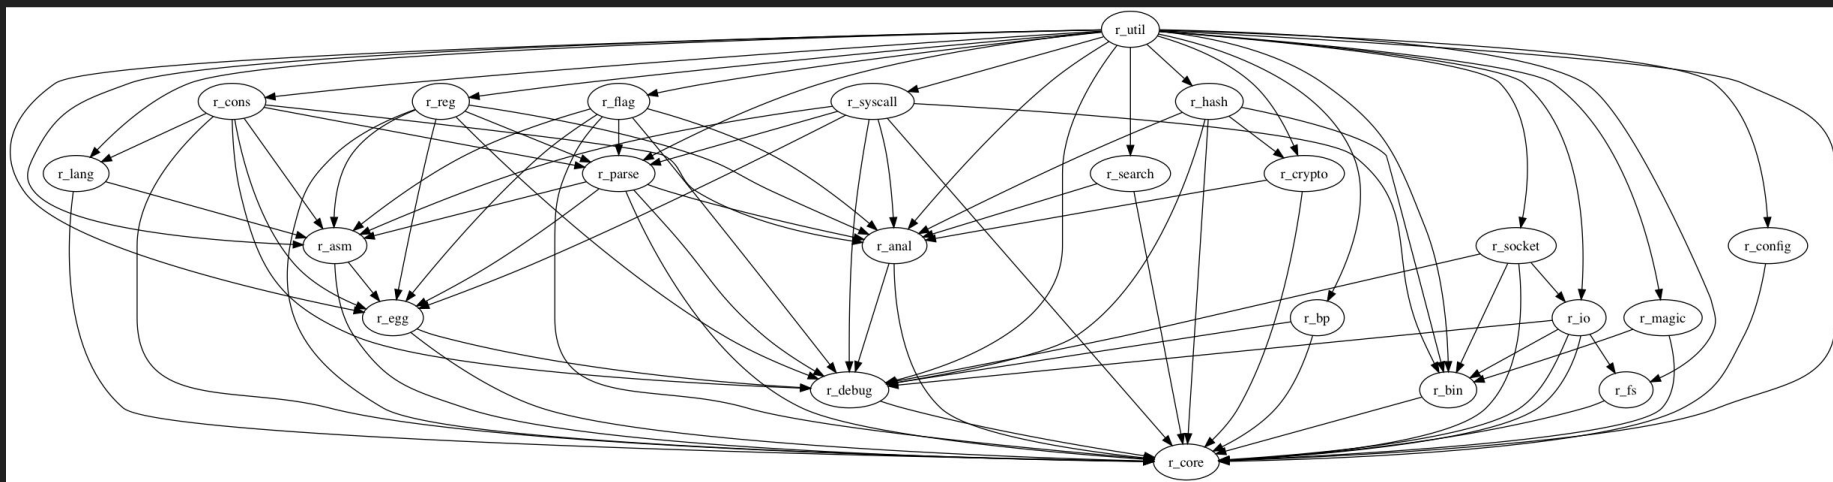 r_util
r_cons
r_reg
r_flag
r_syscall
r_hash
r_lang
r_parse
r_search
r_crypto
r_asm
r_anal
r_socket
r_config
r_egg
r_bp
r_io
r_magic
r_debug
r_bin
r_fs
r_core